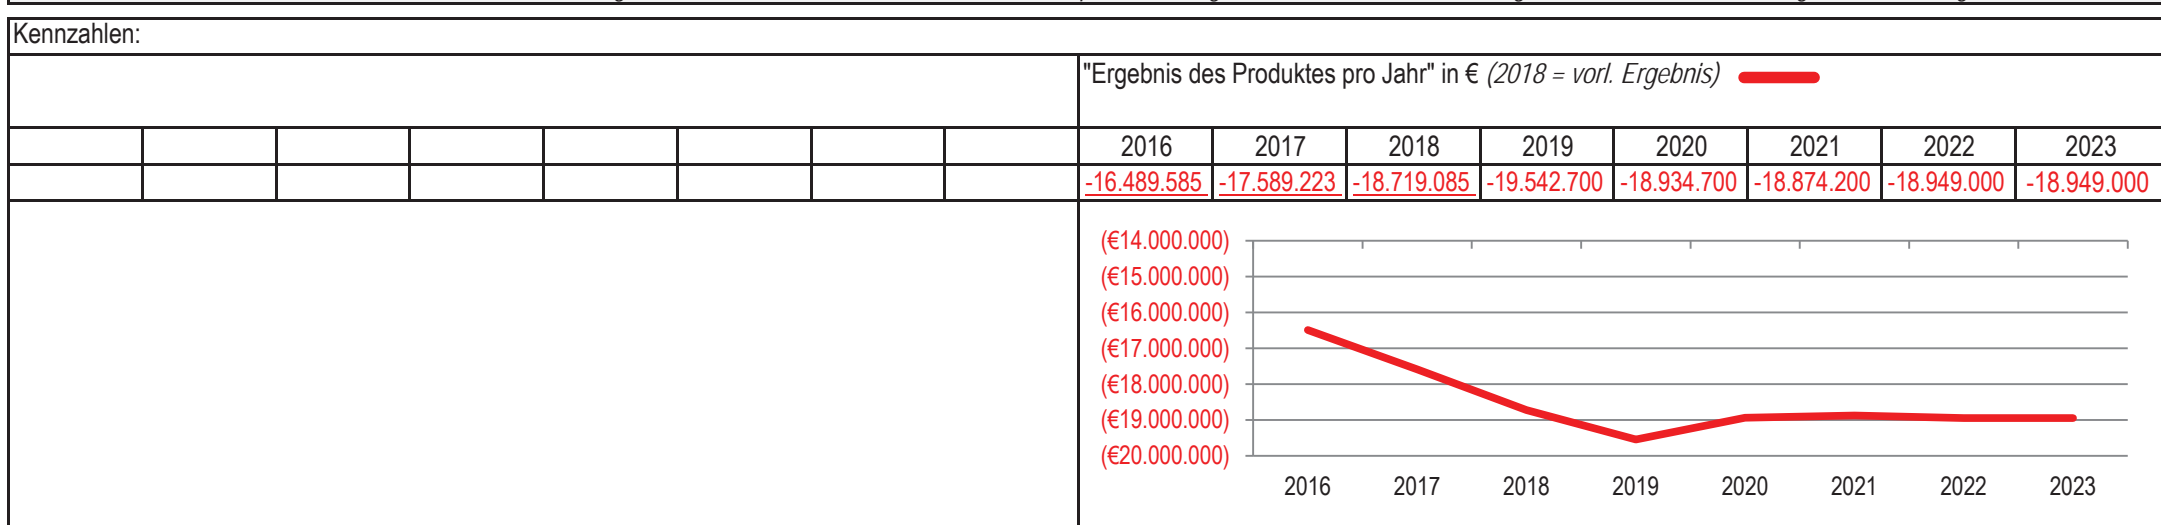 Kennzahlen:
"Ergebnis des Produktes pro Jahr" in € (2018 = vorl. Ergebnis)
2016 2017 2018 2019 2020 2021 2022 2023
-16.489.585 -17.589.223 -18.719.085 -19.542.700 -18.934.700 -18.874.200 -18.949.000 -18.949.000
(€14.000.000)
(€15.000.000)
(€16.000.000)
(€17.000.000)
(€18.000.000)
(€19.000.000)
(€20.000.000)
2016 2017 2018 2019 2020 2021 2022 2023